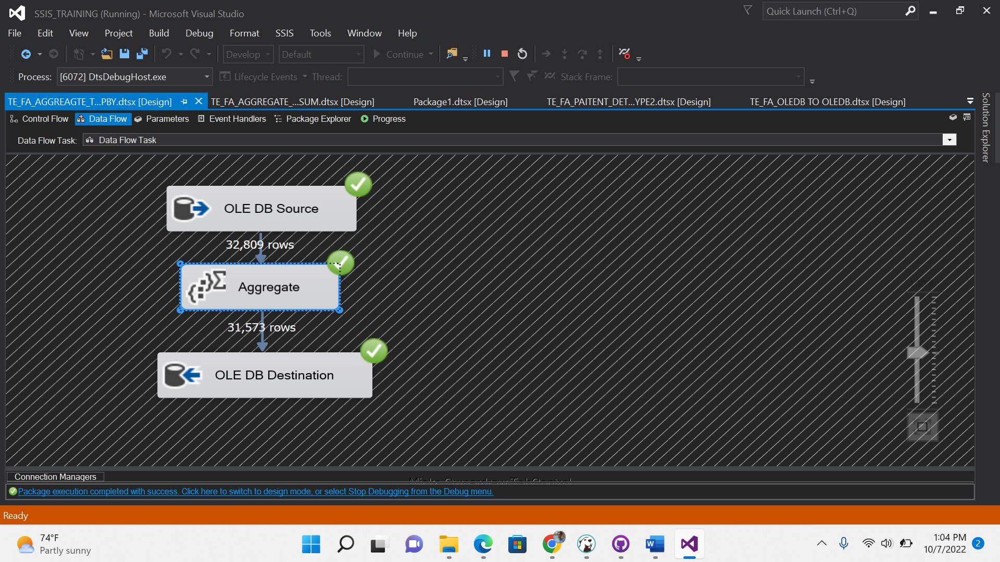 SSIS_TRAINING (Running) - Microsoft Visual Studio
Quick Launch (Ctrl+Q)
File Edit View Project Build Debug Format SSIS Tools Window Help
Develop Default Continue
Process: [6072] DtsDebugHost.exe Lifecycle Events Thread: Stack Frame:
TE_FA_AGGREAGTE_T...PBY.dtsx [Design] TE_FA_AGGREGATE_...SUM.dtsx [Design] Package1.dtsx [Design] TE_FA_PAITENT_DET...YPE2.dtsx [Design] TE_FA_OLEDB TO OLEDB.dtsx [Design]
Solution Explorer
Control Flow Data Flow Parameters Event Handlers Package Explorer Progress
Data Flow Task: Data Flow Task
OLE DB Source
32,809 rows
Aggregate
31,573 rows
OLE DB Destination
Connection Managers
Package execution completed with success. Click here to switch to design mode, or select Stop Debugging from the Debug menu.
Ready
74°F
Partly sunny
W
1:04 PM
10/7/2022
2